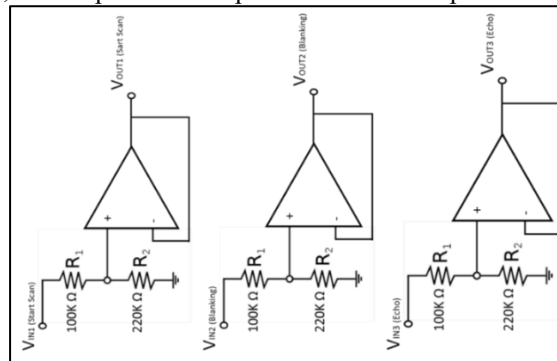 VOUT1 (Sart Scan)
+
-
R1
R2
100K Ω
220K Ω
VIN1 (Start Scan)
VOUT2 (Blanking)
+
-
R1
R2
100K Ω
220K Ω
VIN2 (Blanking)
VOUT3 (Echo)
+
-
R1
R2
100K Ω
220K Ω
VIN3 (Echo)